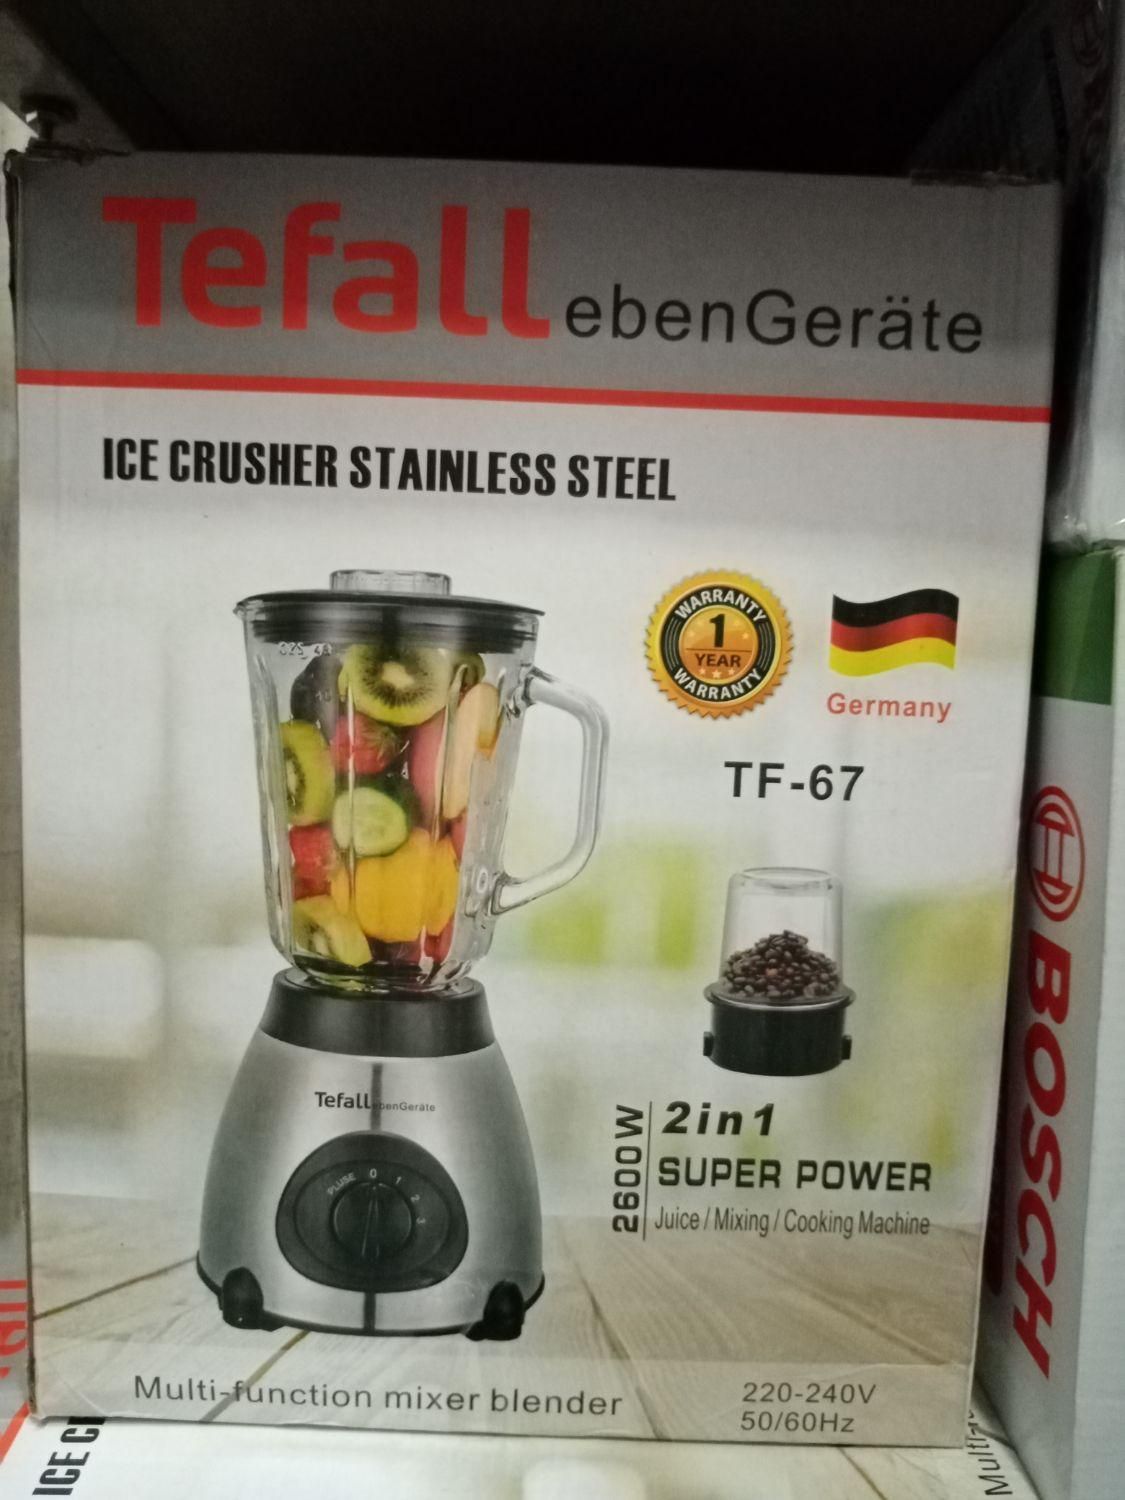 Tefall ebenGeräte
ICE CRUSHER STAINLESS STEEL
WARRANTY
1
YEAR
WARRANTY
Germany
TF-67
Tefall ebenGeräte
PLUSE 0 1 2 3
2600W
2in1
SUPER POWER
Juice / Mixing / Cooking Machine
Multi-function mixer blender
220-240V
50/60Hz
BOSCH
ICE